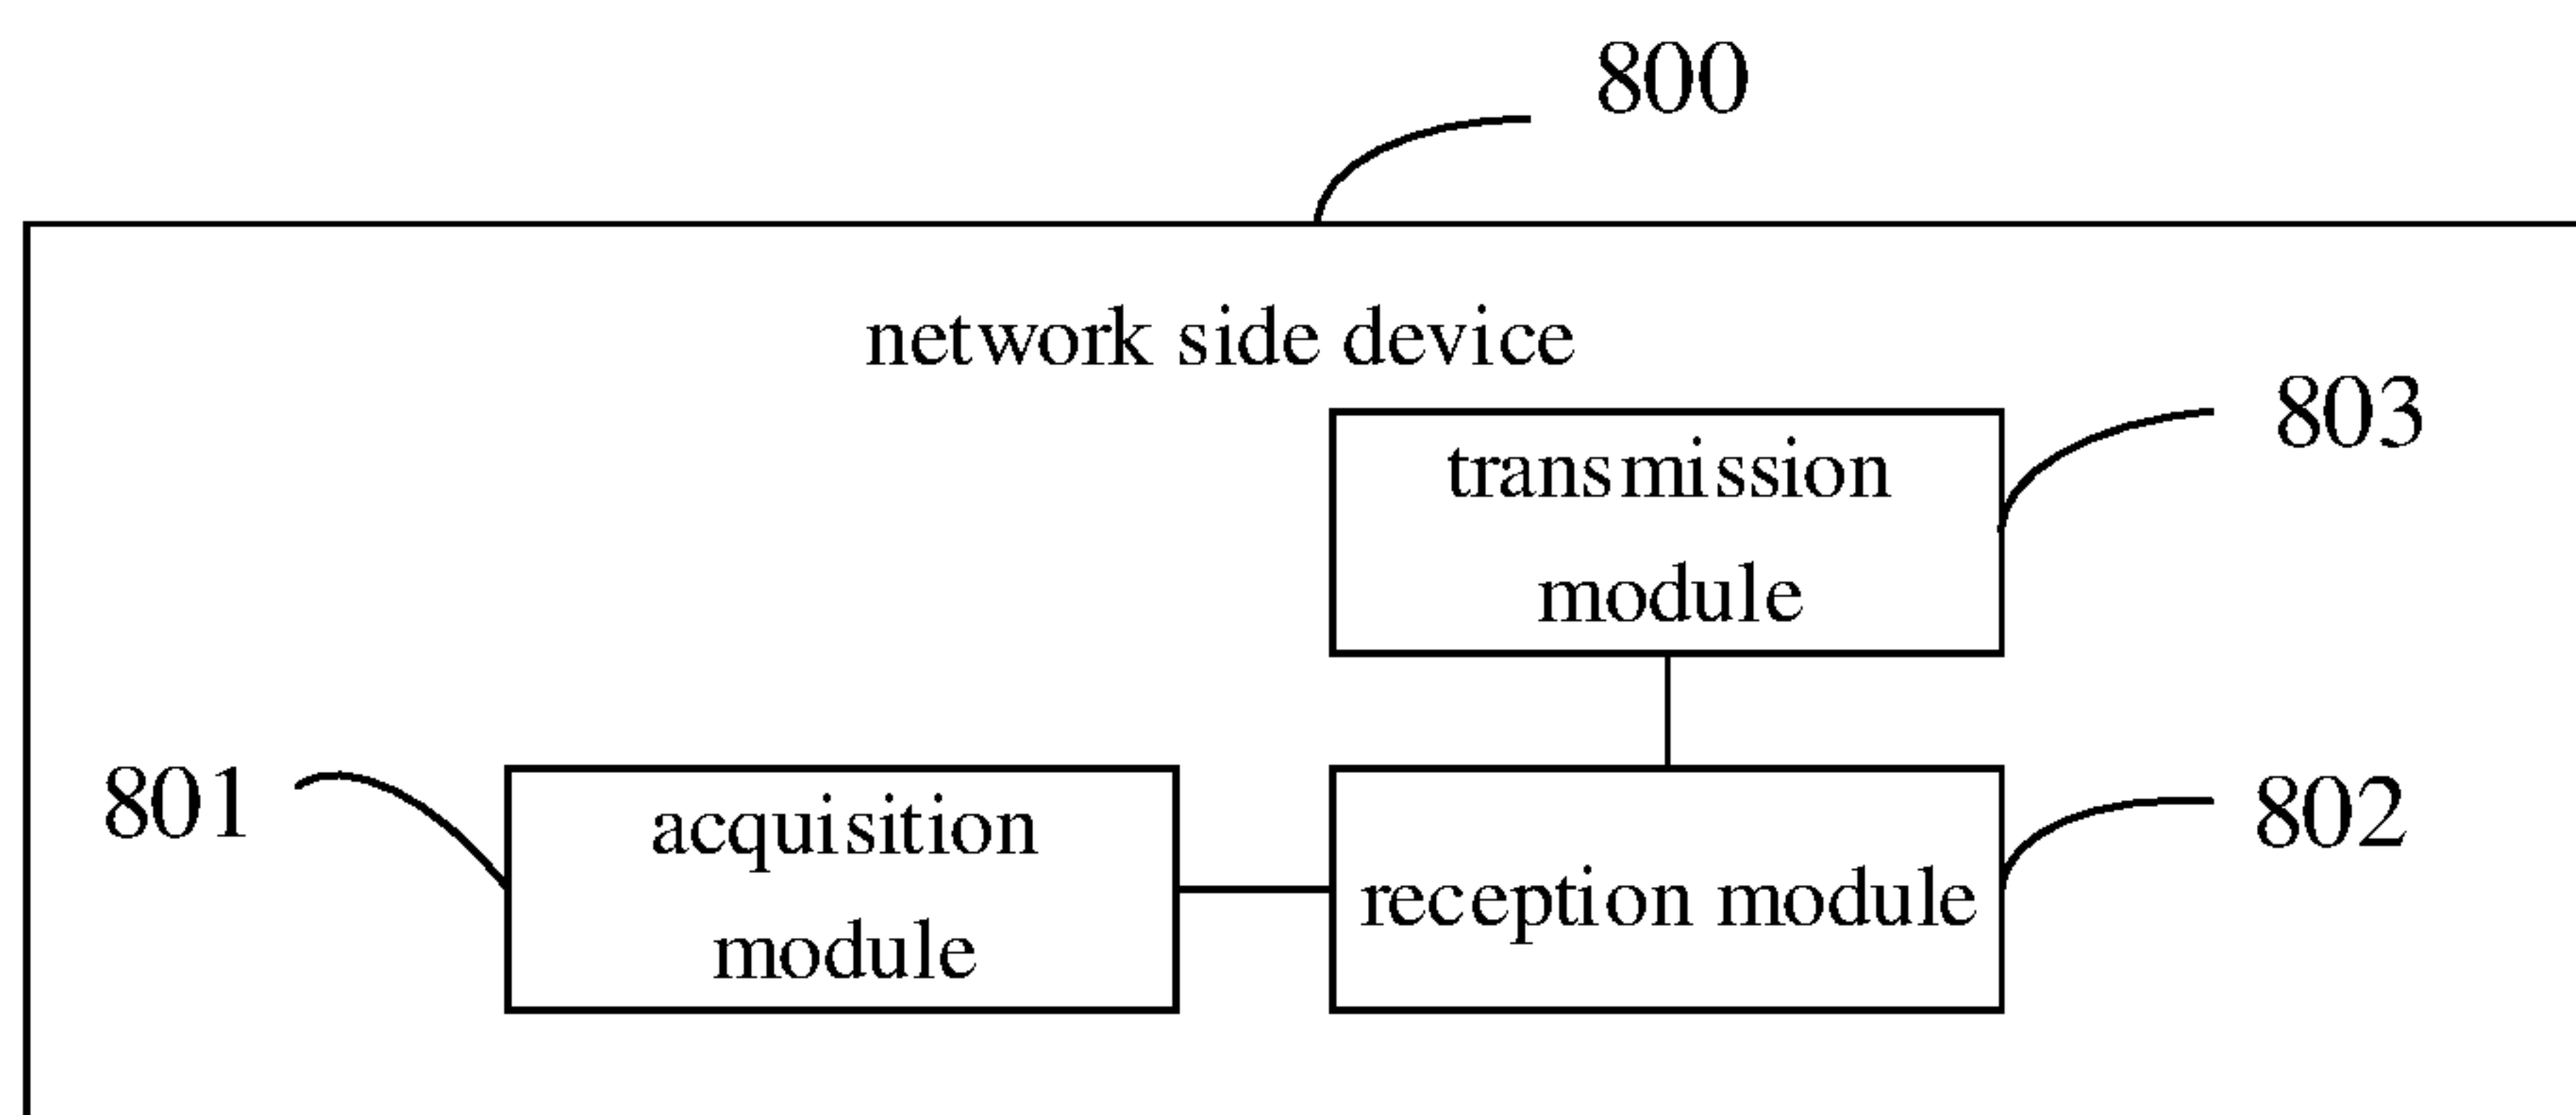 800
network side device
803
transmission
module
801
acquisition
module
reception module
802